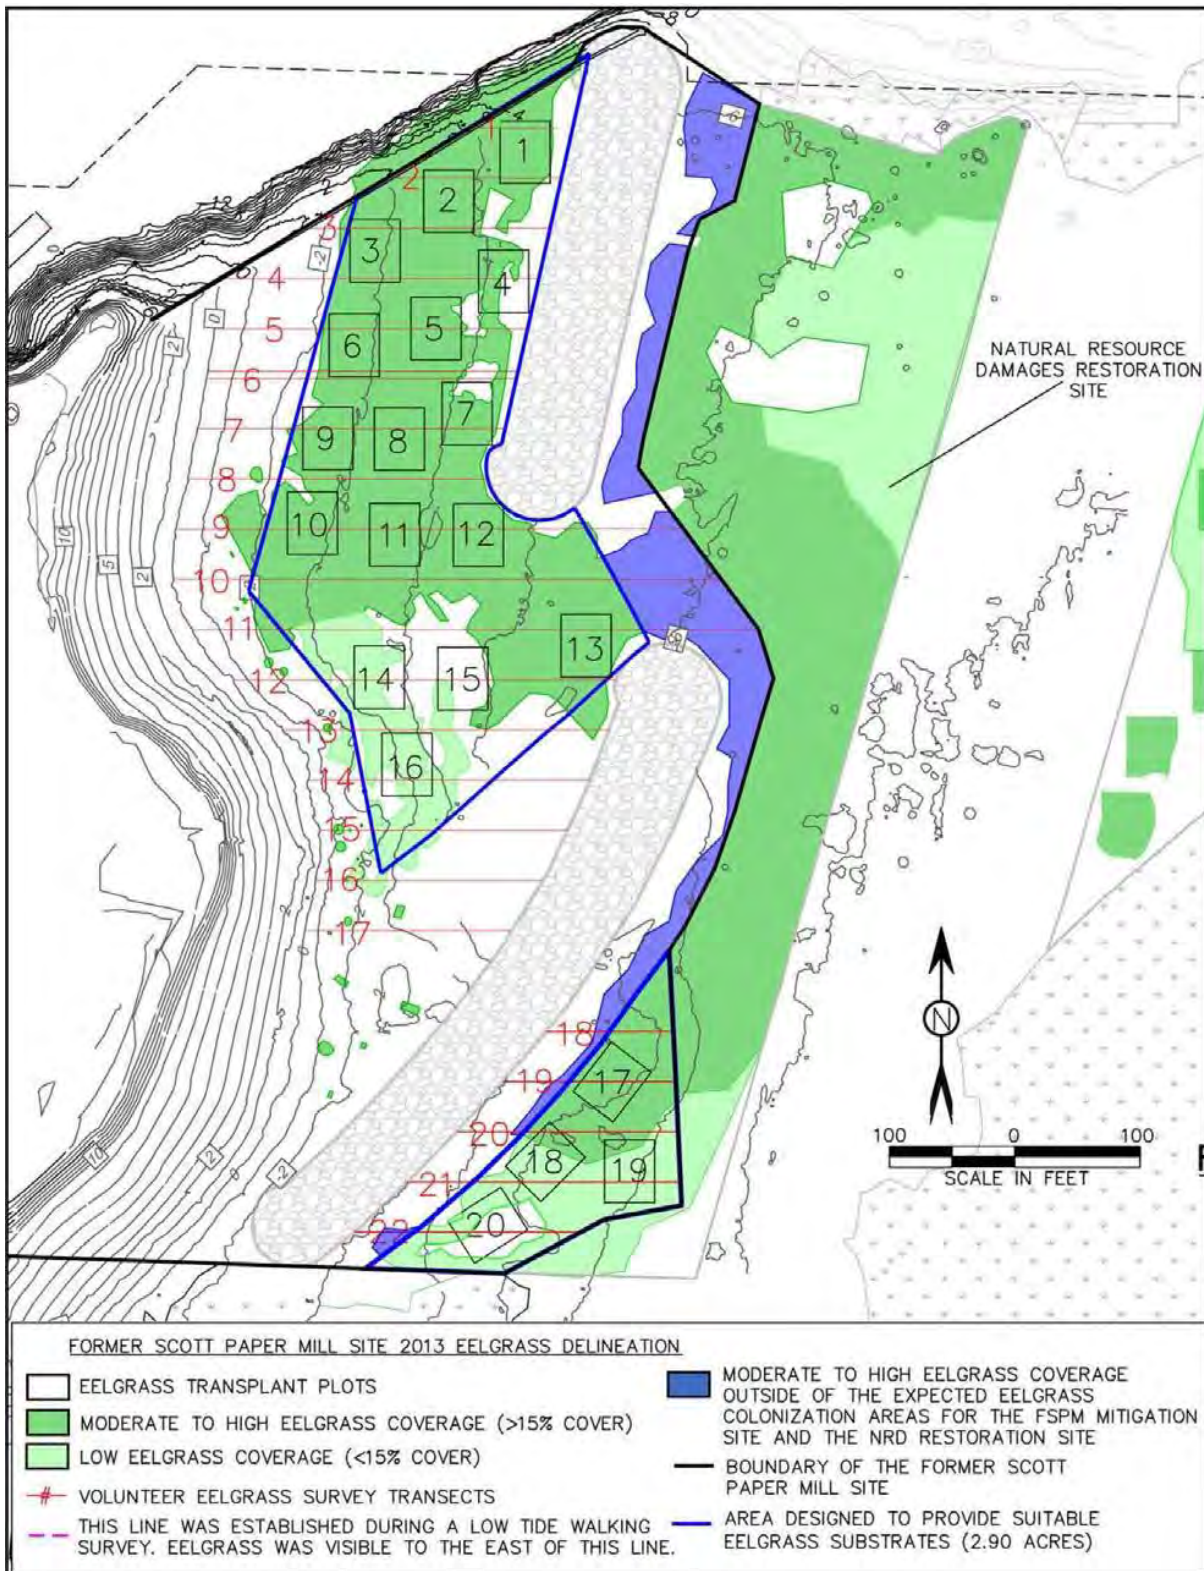 1
2
3
4
5
6
7
8
9
10
11
12
13
14
15
16
17
18
19
20
1
2
3
4
5
6
7
8
9
10
11
12
13
14
15
16
17
18
19
20
21
22
NATURAL RESOURCE
DAMAGES RESTORATION
SITE
N
100 0 100
SCALE IN FEET
FORMER SCOTT PAPER MILL SITE 2013 EELGRASS DELINEATION
EELGRASS TRANSPLANT PLOTS
MODERATE TO HIGH EELGRASS COVERAGE (>15% COVER)
LOW EELGRASS COVERAGE (<15% COVER)
# VOLUNTEER EELGRASS SURVEY TRANSECTS
THIS LINE WAS ESTABLISHED DURING A LOW TIDE WALKING
SURVEY. EELGRASS WAS VISIBLE TO THE EAST OF THIS LINE.
MODERATE TO HIGH EELGRASS COVERAGE
OUTSIDE OF THE EXPECTED EELGRASS
COLONIZATION AREAS FOR THE FSPM MITIGATION
SITE AND THE NRD RESTORATION SITE
BOUNDARY OF THE FORMER SCOTT
PAPER MILL SITE
AREA DESIGNED TO PROVIDE SUITABLE
EELGRASS SUBSTRATES (2.90 ACRES)